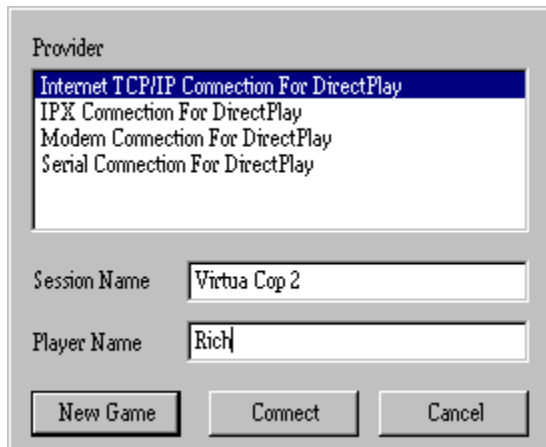 Provider
Internet TCP/IP Connection For DirectPlay
IPX Connection For DirectPlay
Modem Connection For DirectPlay
Serial Connection For DirectPlay
Session Name Virtua Cop 2
Player Name Rich
New Game Connect Cancel